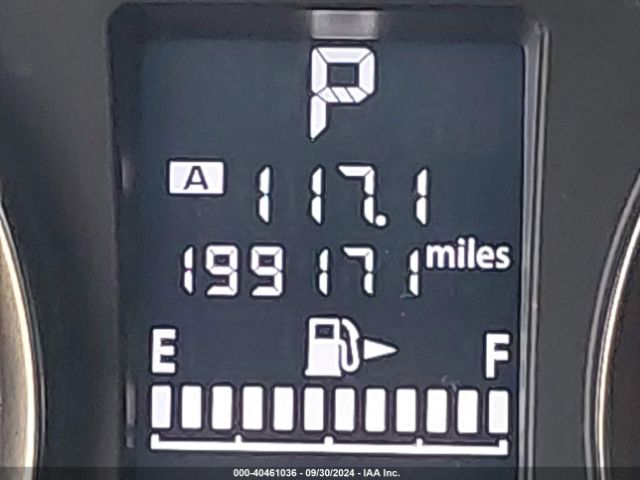 P
A 117.1
199171 miles
E F
000-40461036 - 09/30/2024 - IAA Inc.